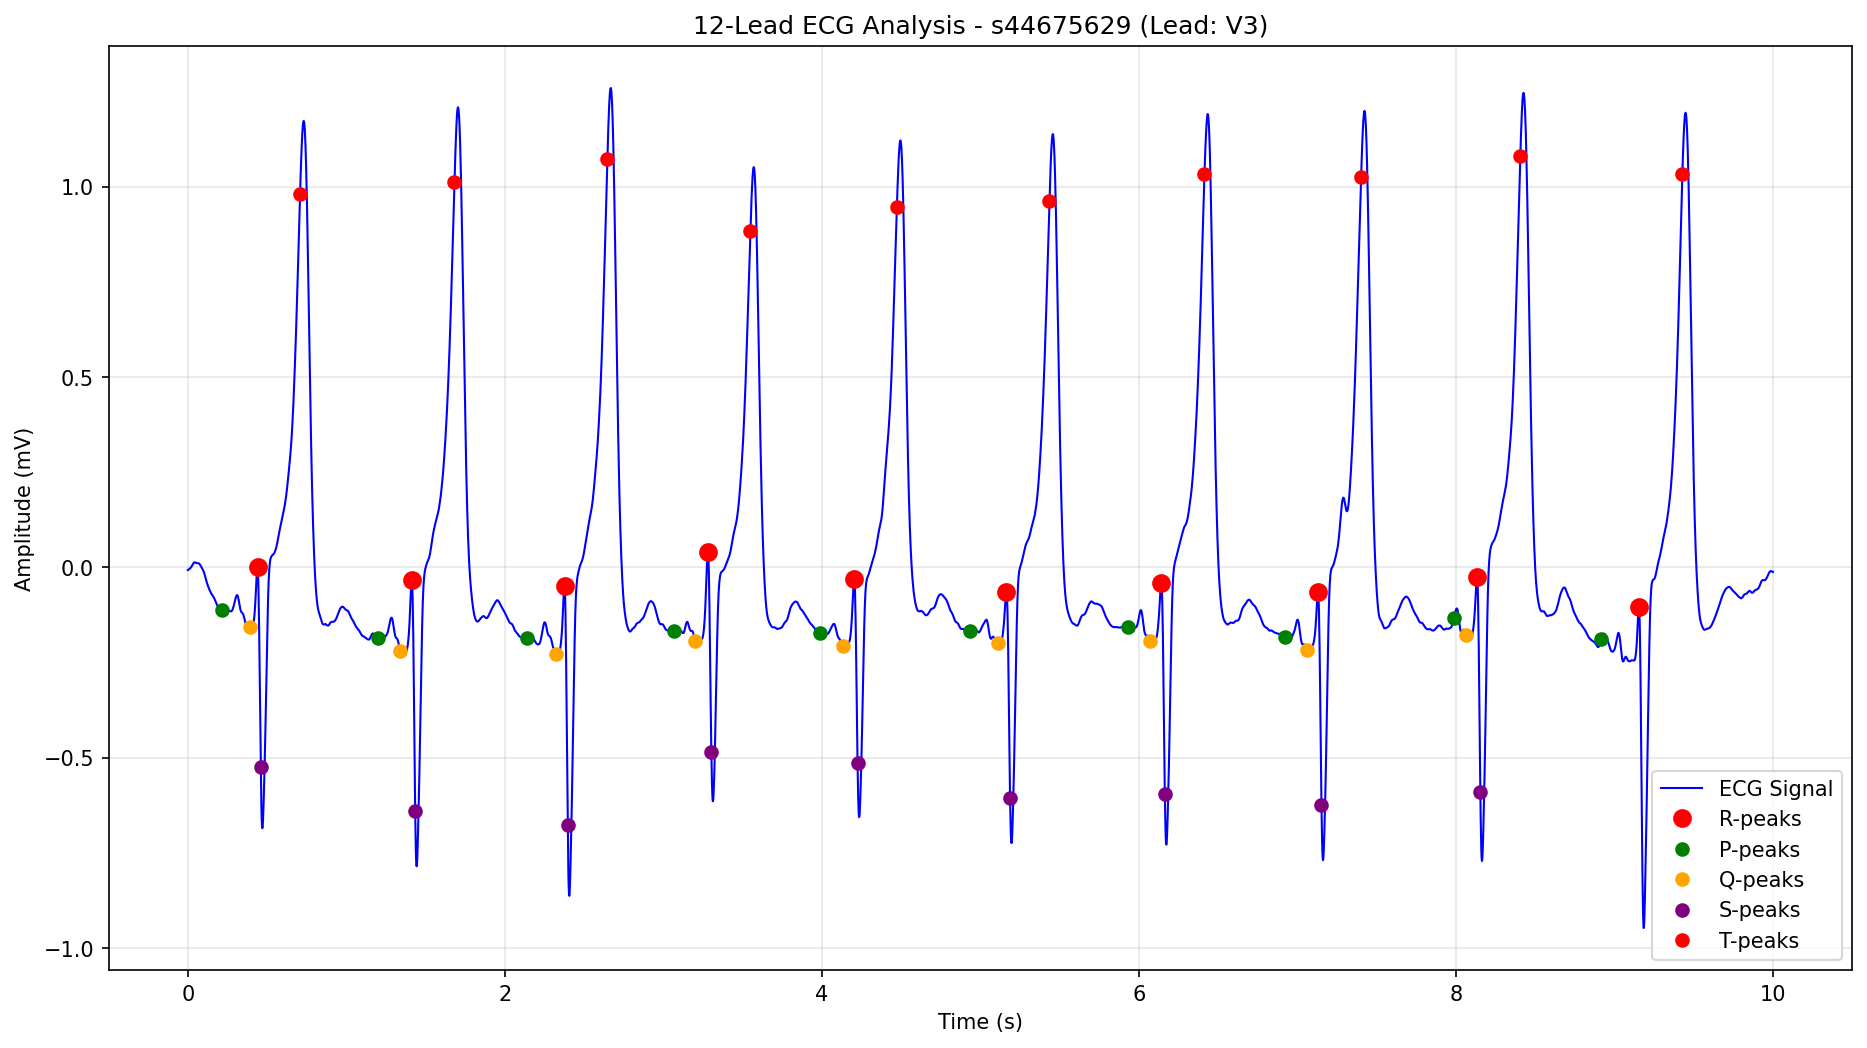 12-Lead ECG Analysis - s44675629 (Lead: V3)
Amplitude (mV)
1.0
0.5
0.0
−0.5
−1.0
0 2 4 6 8 10
Time (s)
ECG Signal
R-peaks
P-peaks
Q-peaks
S-peaks
T-peaks